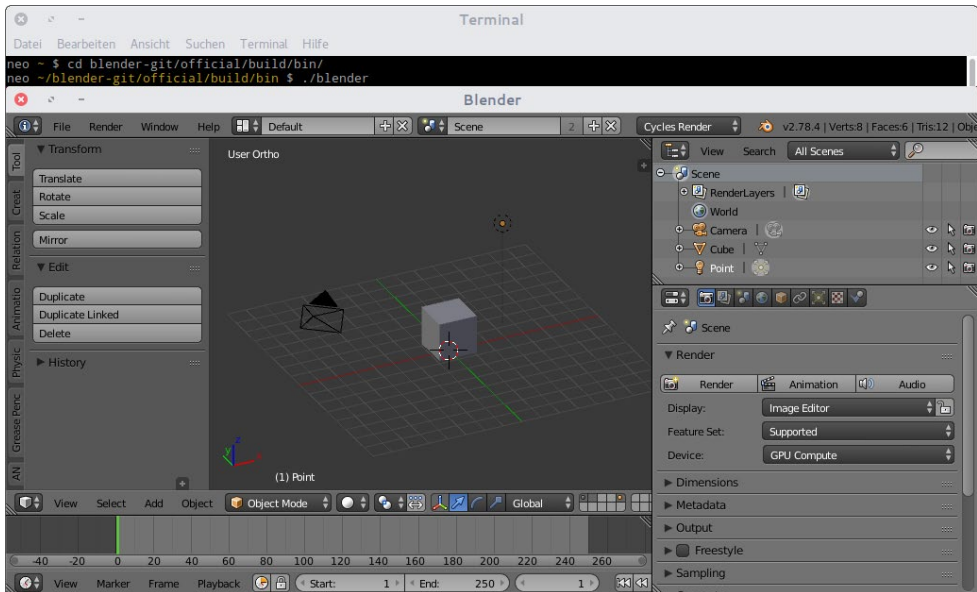 Terminal
Datei Bearbeiten Ansicht Suchen Terminal Hilfe
neo ~ $ cd blender-git/official/build/bin/
neo ~/blender-git/official/build/bin $ ./blender
Blender
File Render Window Help Default Scene 2 Cycles Render v2.78.4 | Verts:8 | Faces:6 | Tris:12 | Obje
Tool
Creat
Relation
Animatio
Physic
Grease Penc
AN
Transform
Translate
Rotate
Scale
Mirror
Edit
Duplicate
Duplicate Linked
Delete
History
User Ortho
(1) Point
View Select Add Object Object Mode Global
-40 -20 0 20 40 60 80 100 120 140 160 180 200 220 240 260
View Marker Frame Playback Start: 1 End: 250 1
View Search All Scenes
Scene
RenderLayers |
World
Camera |
Cube |
Point |
Scene
Render
Render Animation Audio
Display: Image Editor
Feature Set: Supported
Device: GPU Compute
Dimensions
Metadata
Output
Freestyle
Sampling